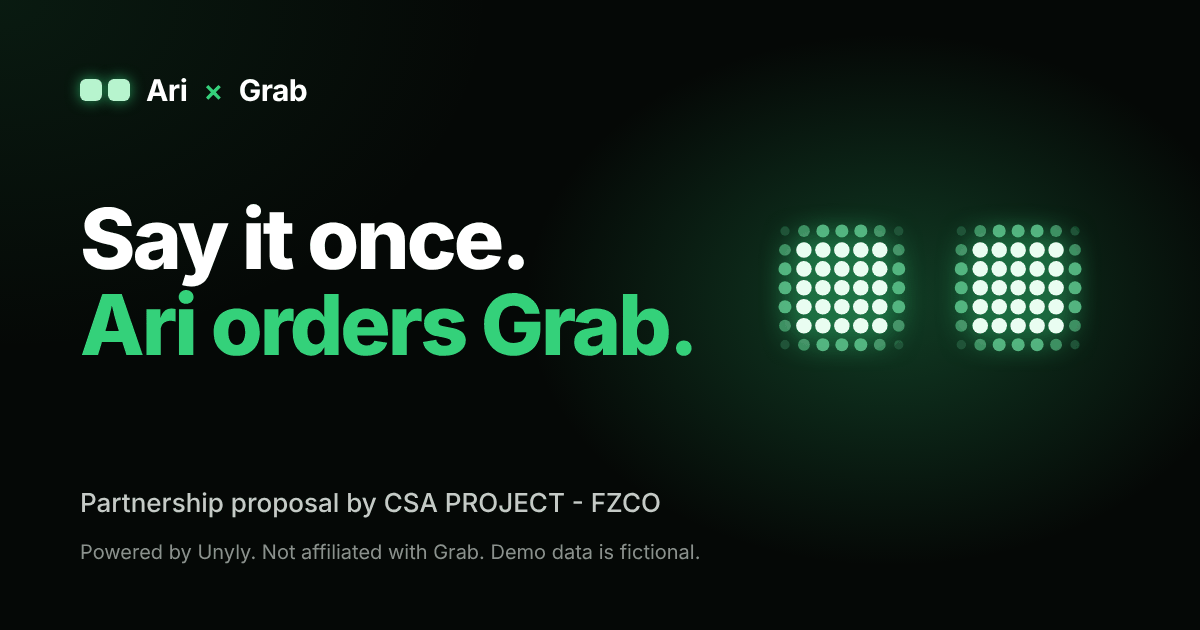 Ari × Grab
Say it once.
Ari orders Grab.
Partnership proposal by CSA PROJECT - FZCO
Powered by Unyly. Not affiliated with Grab. Demo data is fictional.